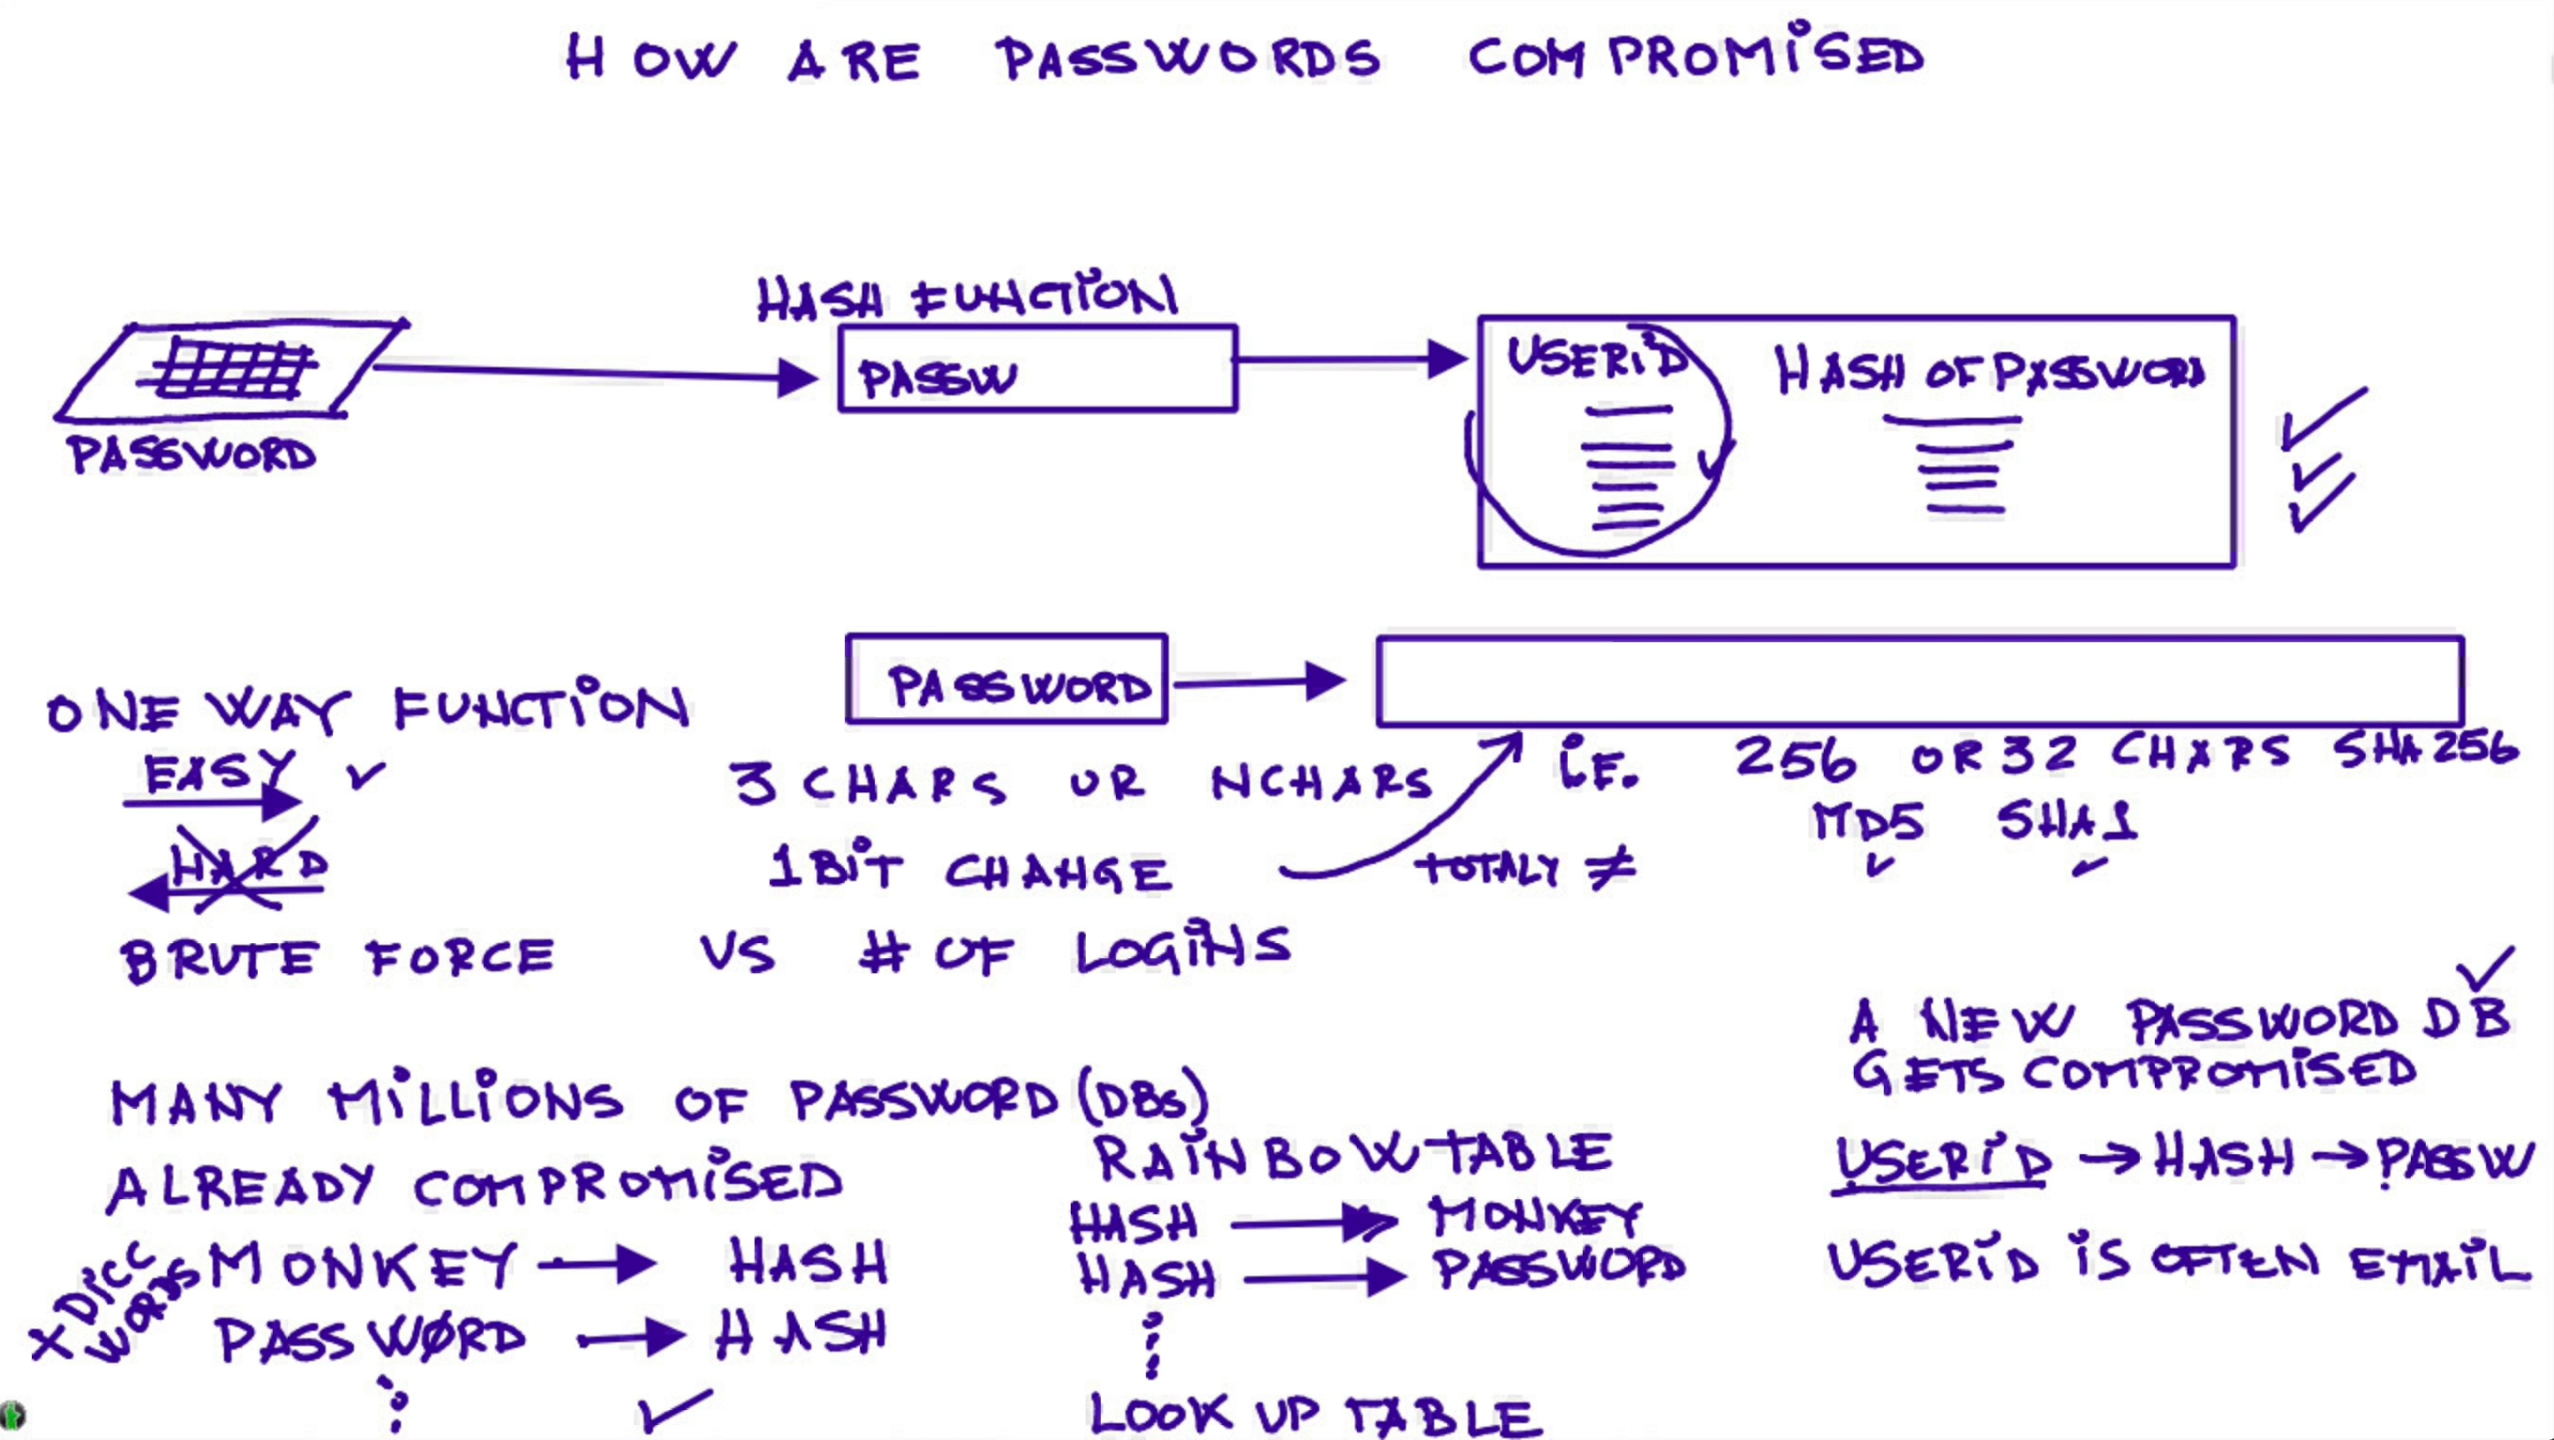 HOW ARE PASSWORDS COMPROMiSED
HASH FUNCTiON
PASSWORD
PASSW
USERiD HASH OF PASSWORD
ONE WAY FUNCTiON
EASY
HARD
PASSWORD
3 CHARS OR NCHARS
i.E. 256 OR 32 CHARS SHA256
MD5 SHA1
1 BiT CHANGE TOTALY ≠
BRUTE FORCE VS # OF LOGiNS
MANY MiLLiONS OF PASSWORD (DBs)
ALREADY COMPROMiSED
x DiCC WORDS
MONKEY → HASH
PASSWØRD → HASH
RAiNBOW TABLE
HASH → MONKEY
HASH → PASSWORD
LOOK UP TABLE
A NEW PASSWORD DB
GETS COMPROMiSED
USERiD → HASH → PASSW
USERiD iS OFTEN EMAiL